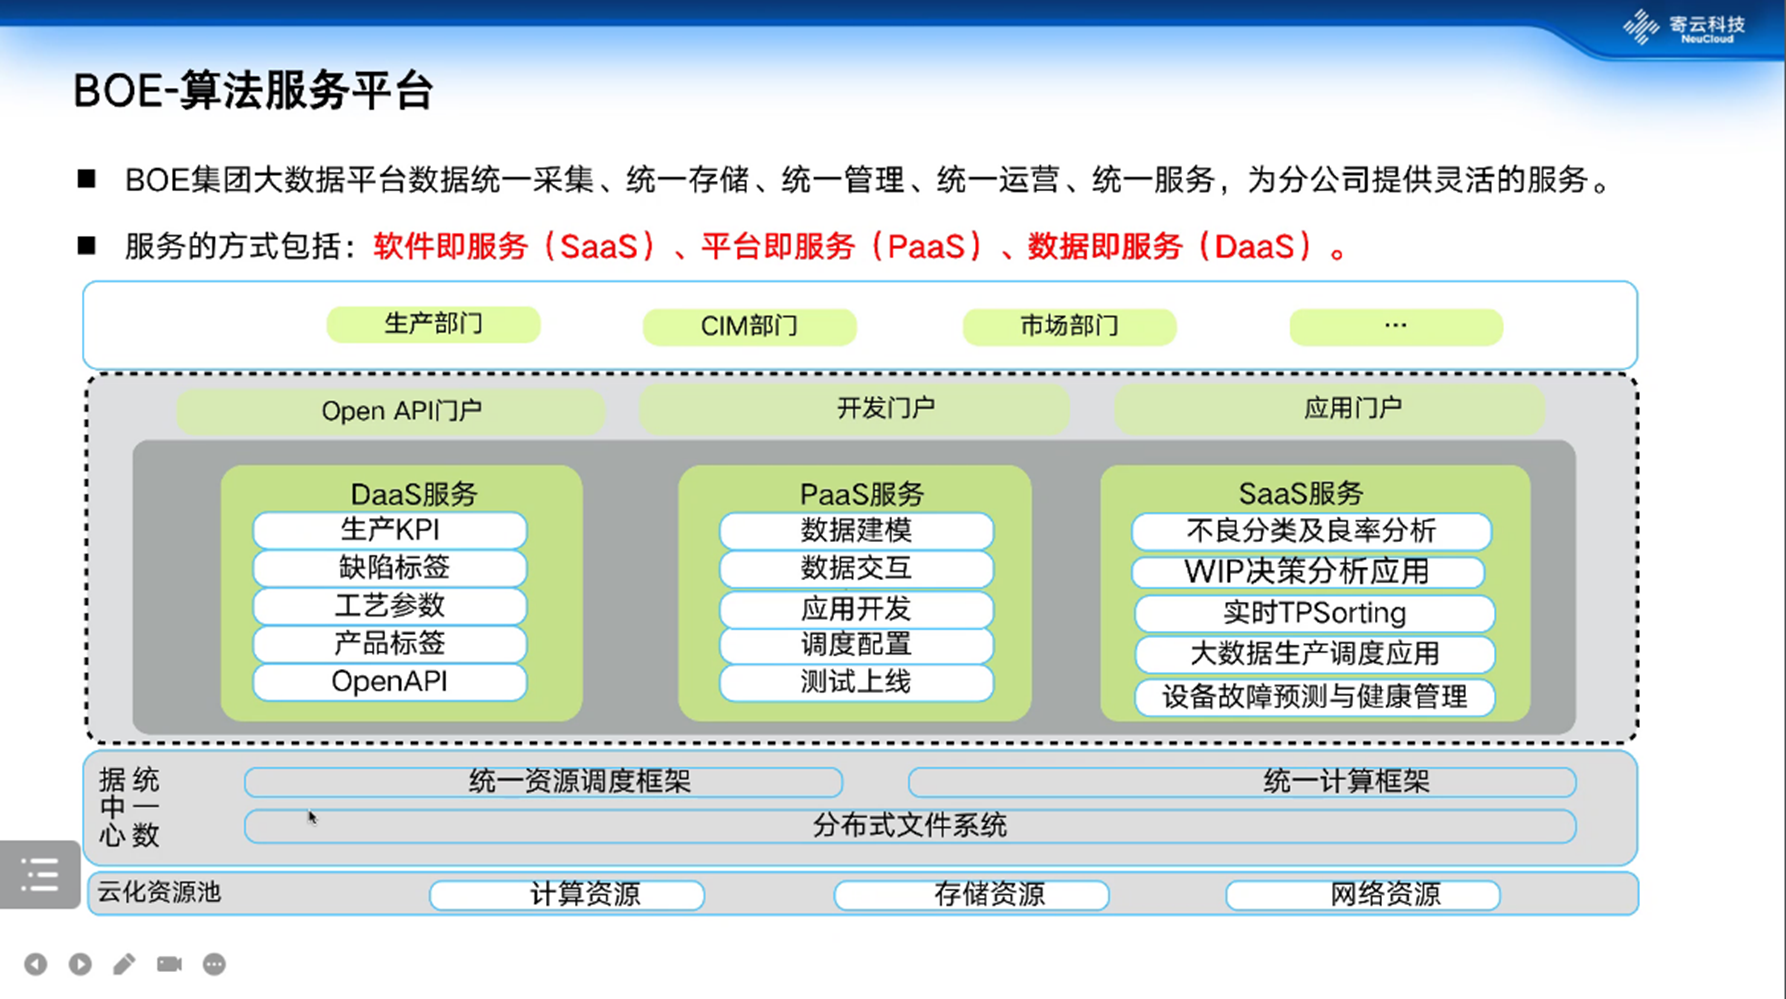 寄云科技
NeuCloud
BOE-算法服务平台
BOE集团大数据平台数据统一采集、统一存储、统一管理、统一运营、统一服务，为分公司提供灵活的服务。
服务的方式包括：软件即服务（SaaS）、平台即服务（PaaS）、数据即服务（DaaS）。
生产部门
CIM部门
市场部门
…
Open API门户
开发门户
应用门户
DaaS服务
生产KPI
缺陷标签
工艺参数
产品标签
OpenAPI
PaaS服务
数据建模
数据交互
应用开发
调度配置
测试上线
SaaS服务
不良分类及良率分析
WIP决策分析应用
实时TPSorting
大数据生产调度应用
设备故障预测与健康管理
统一数
据中心
统一资源调度框架
统一计算框架
分布式文件系统
云化资源池
计算资源
存储资源
网络资源